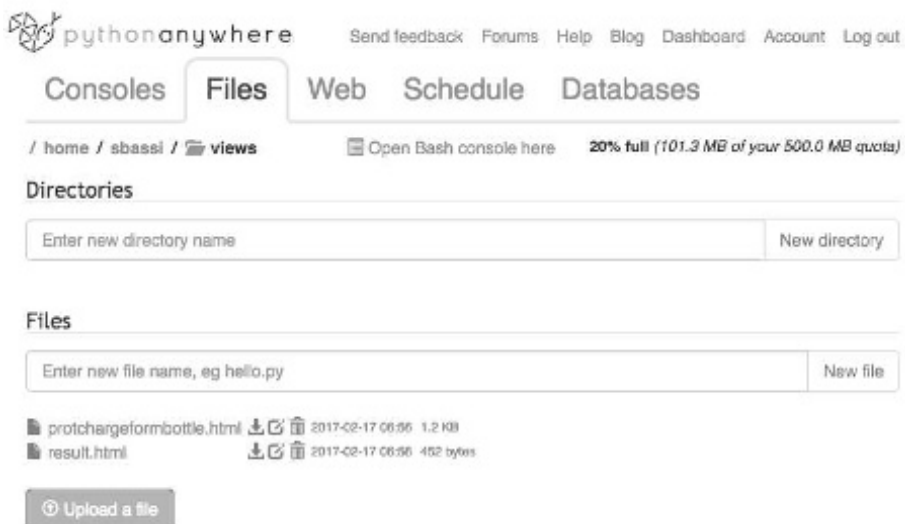 pythonanywhere
Send feedback Forums Help Blog Dashboard Account Log out
Consoles Files Web Schedule Databases
/ home / sbassi / views Open Bash console here 20% full (101.3 MB of your 500.0 MB quota)
Directories
Enter new directory name New directory
Files
Enter new file name, eg hello.py New file
protchargeformbottle.html 2017-02-17 06:56 1.2 KB
result.html 2017-02-17 06:56 452 bytes
Upload a file